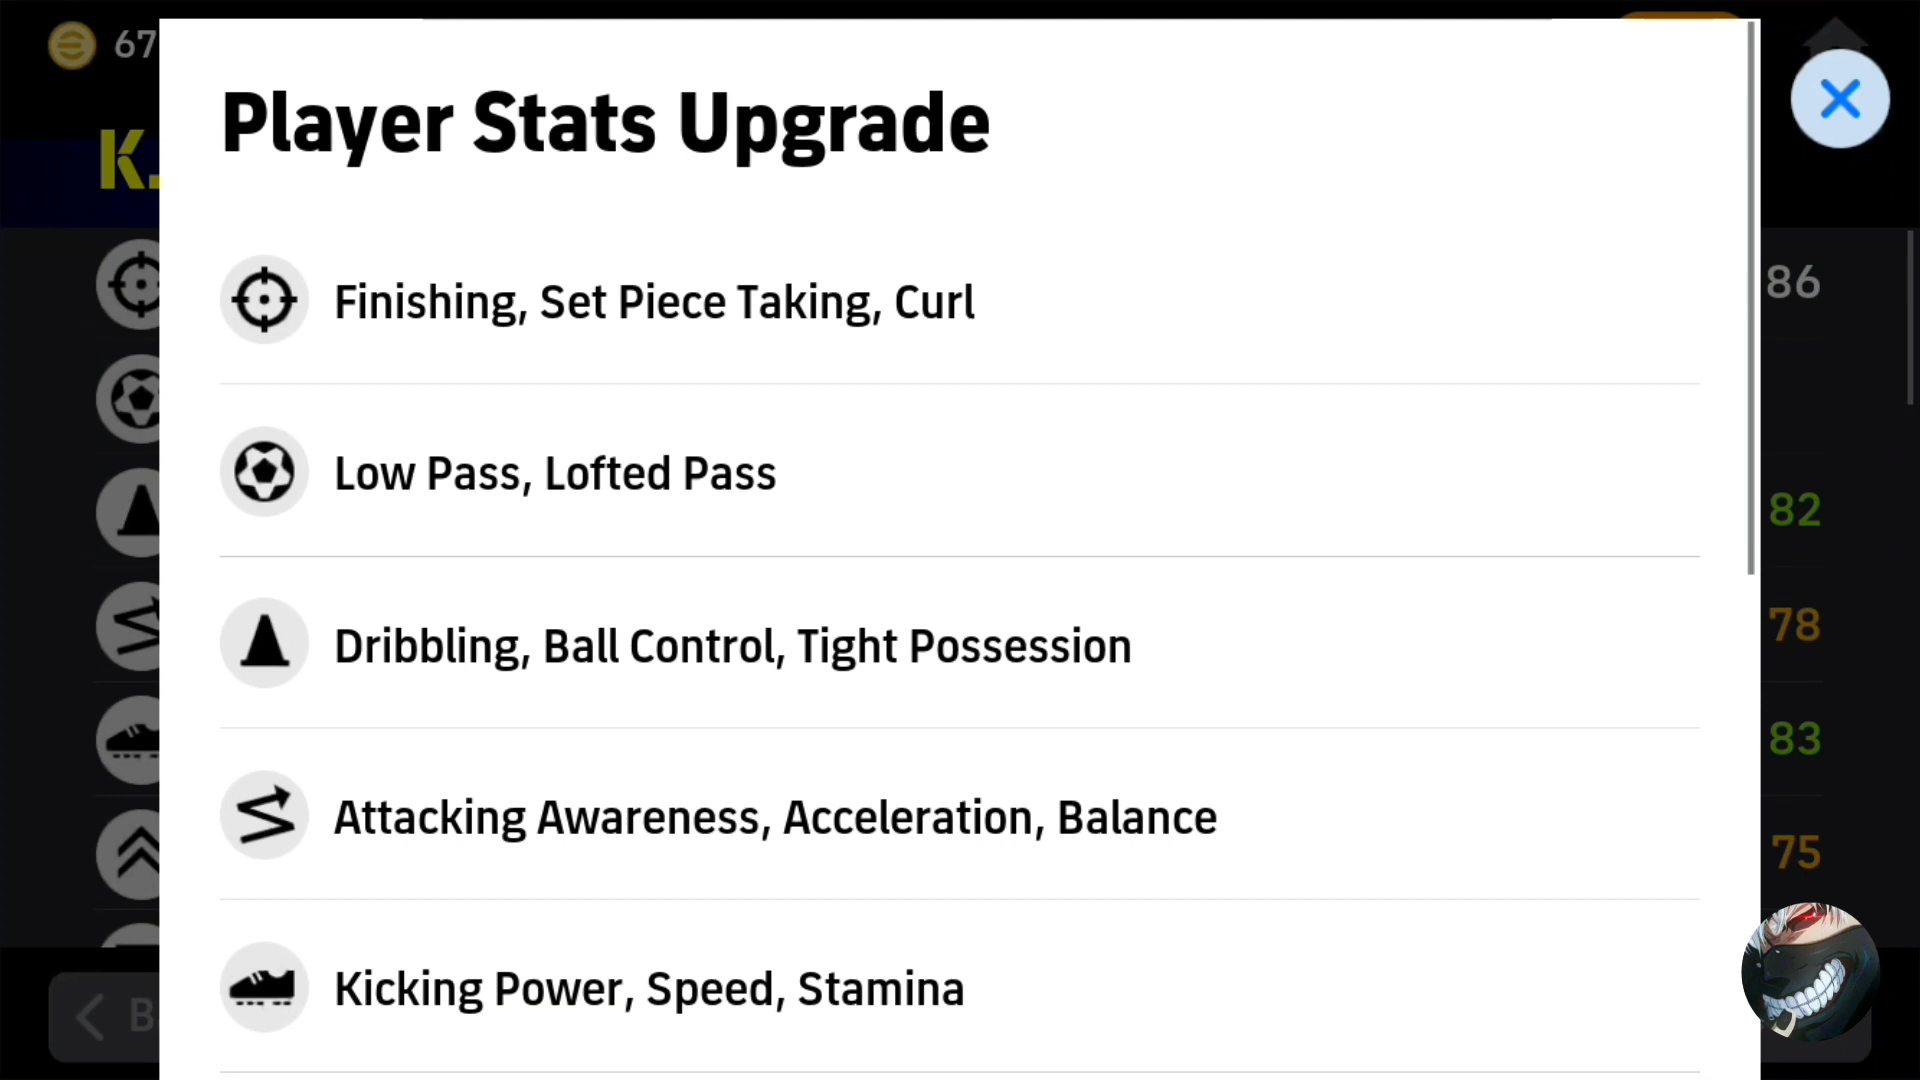 67
K.
Player Stats Upgrade
Finishing, Set Piece Taking, Curl
86
Low Pass, Lofted Pass
82
Dribbling, Ball Control, Tight Possession
78
Attacking Awareness, Acceleration, Balance
83
75
Kicking Power, Speed, Stamina
B